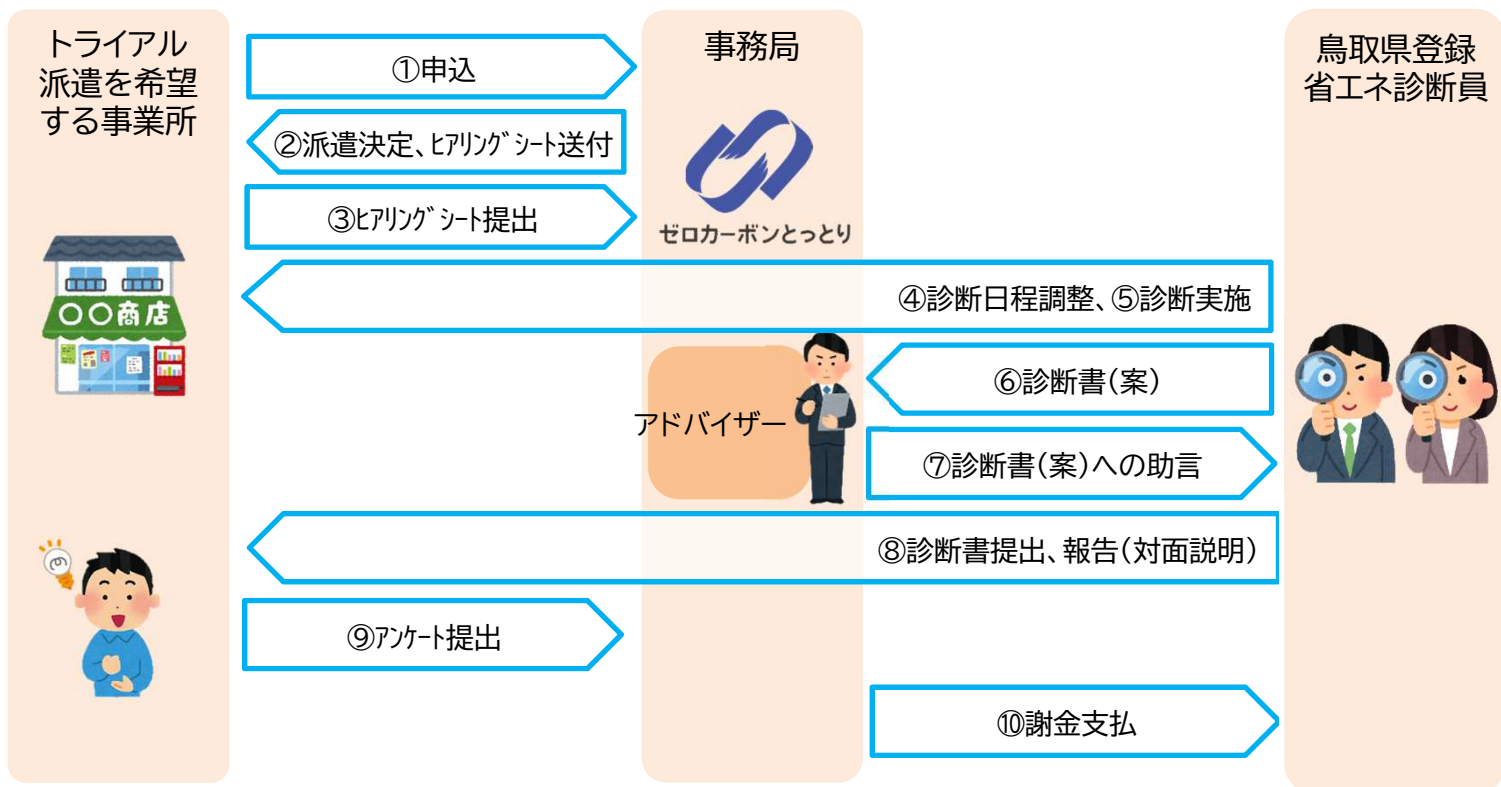 トライアル
派遣を希望
する事業所
事務局
鳥取県登録
省エネ診断員
①申込
②派遣決定、ﾋｱﾘﾝｸﾞｼｰﾄ送付
③ﾋｱﾘﾝｸﾞｼｰﾄ提出
ゼロカーボンとっとり
○○商店
④診断日程調整、⑤診断実施
⑥診断書(案)
アドバイザー
⑦診断書(案)への助言
⑧診断書提出、報告(対面説明)
⑨ｱﾝｹｰﾄ提出
⑩謝金支払